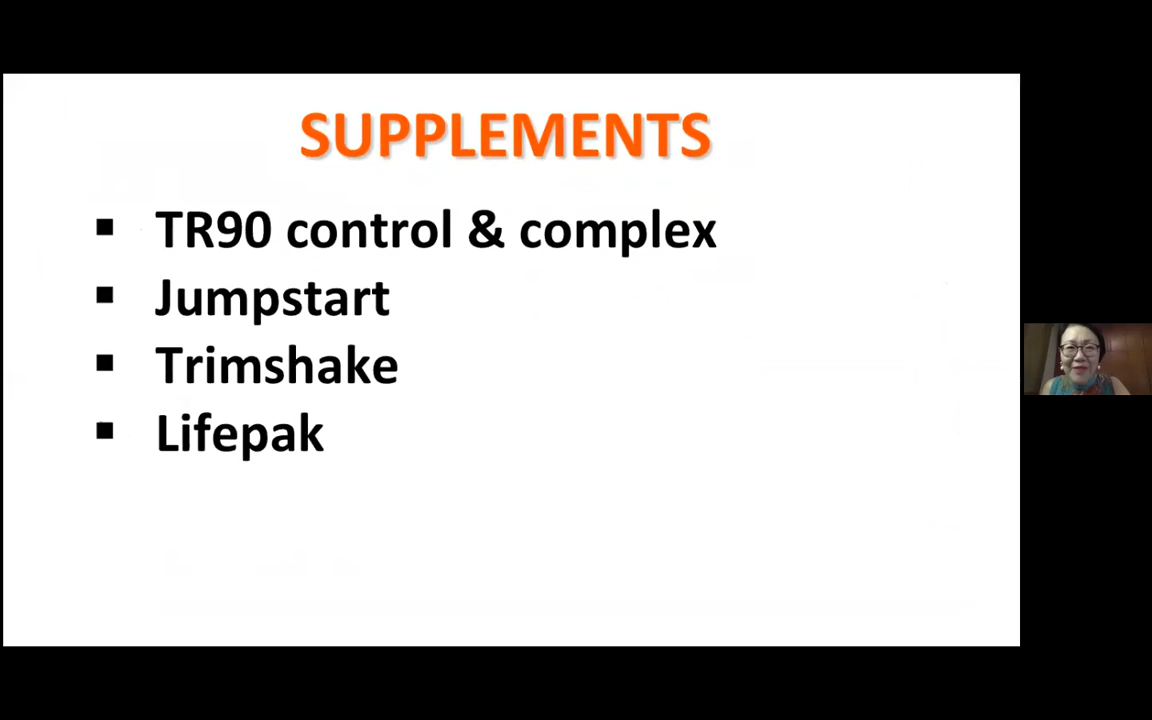 SUPPLEMENTS
TR90 control & complex
Jumpstart
Trimshake
Lifepak